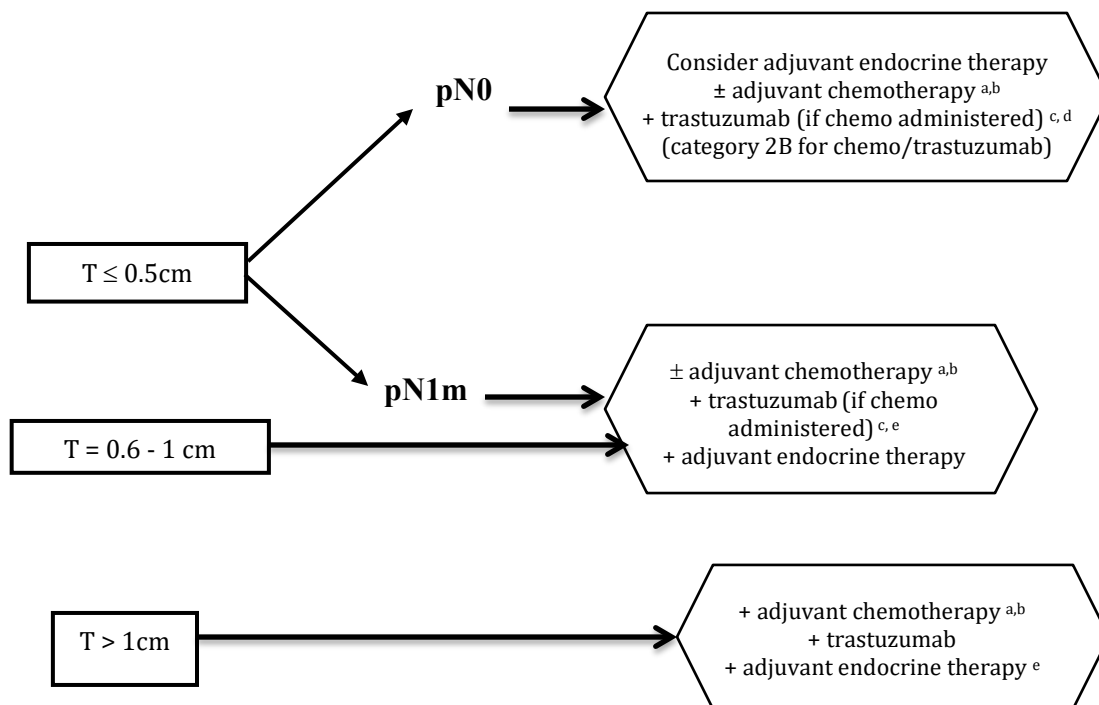 pN0
Consider adjuvant endocrine therapy
± adjuvant chemotherapy a,b
+ trastuzumab (if chemo administered) c, d
(category 2B for chemo/trastuzumab)
T ≤ 0.5cm
pN1m
± adjuvant chemotherapy a,b
+ trastuzumab (if chemo
administered) c, e
+ adjuvant endocrine therapy
T = 0.6 - 1 cm
T > 1cm
+ adjuvant chemotherapy a,b
+ trastuzumab
+ adjuvant endocrine therapy e